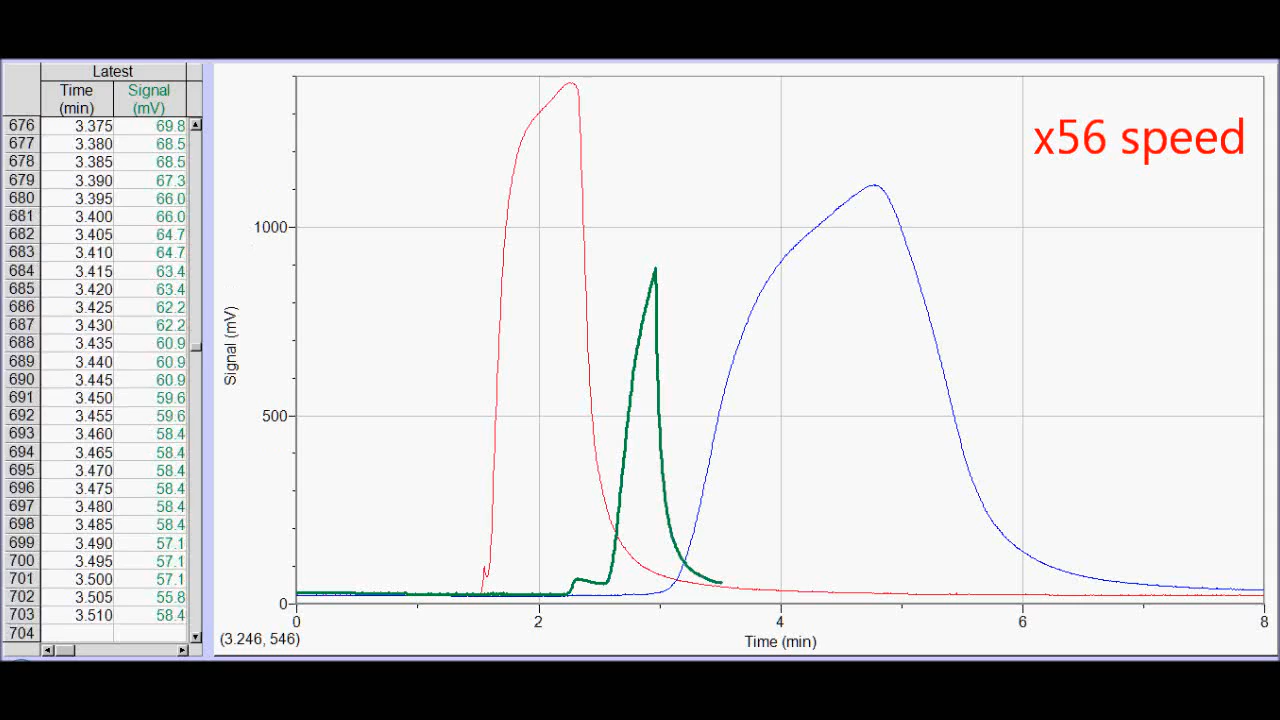 Latest
Time Signal
(min) (mV)
676 3.375 69.8
677 3.380 68.5
678 3.385 68.5
679 3.390 67.3
680 3.395 66.0
681 3.400 66.0
682 3.405 64.7
683 3.410 64.7
684 3.415 63.4
685 3.420 63.4
686 3.425 62.2
687 3.430 62.2
688 3.435 60.9
689 3.440 60.9
690 3.445 60.9
691 3.450 59.6
692 3.455 59.6
693 3.460 58.4
694 3.465 58.4
695 3.470 58.4
696 3.475 58.4
697 3.480 58.4
698 3.485 58.4
699 3.490 57.1
700 3.495 57.1
701 3.500 57.1
702 3.505 55.8
703 3.510 58.4
704
x56 speed
1000
500
0
Signal (mV)
0 2 4 6 8
(3.246, 546)
Time (min)